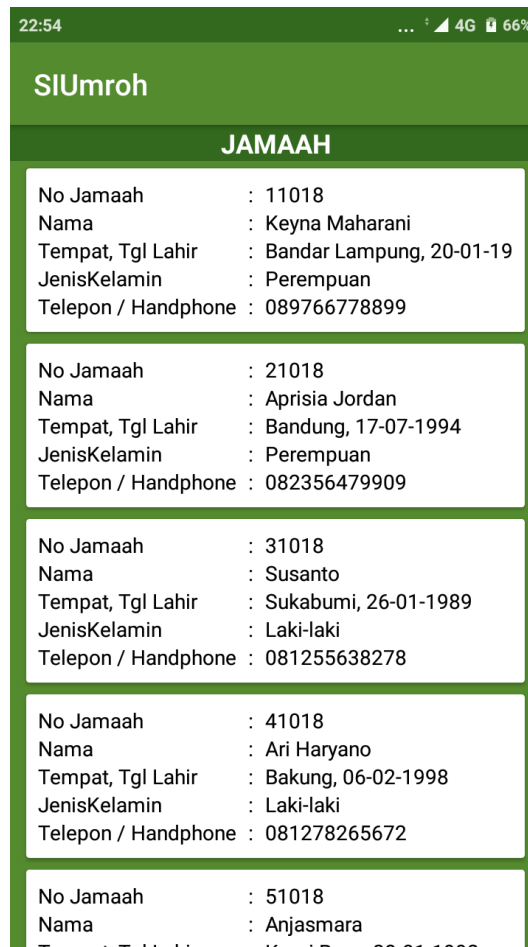 22:54 ... 4G 66%
SIUmroh
JAMAAH
No Jamaah : 11018
Nama : Keyna Maharani
Tempat, Tgl Lahir : Bandar Lampung, 20-01-19
JenisKelamin : Perempuan
Telepon / Handphone : 089766778899
No Jamaah : 21018
Nama : Aprisia Jordan
Tempat, Tgl Lahir : Bandung, 17-07-1994
JenisKelamin : Perempuan
Telepon / Handphone : 082356479909
No Jamaah : 31018
Nama : Susanto
Tempat, Tgl Lahir : Sukabumi, 26-01-1989
JenisKelamin : Laki-laki
Telepon / Handphone : 081255638278
No Jamaah : 41018
Nama : Ari Haryano
Tempat, Tgl Lahir : Bakung, 06-02-1998
JenisKelamin : Laki-laki
Telepon / Handphone : 081278265672
No Jamaah : 51018
Nama : Anjasmara